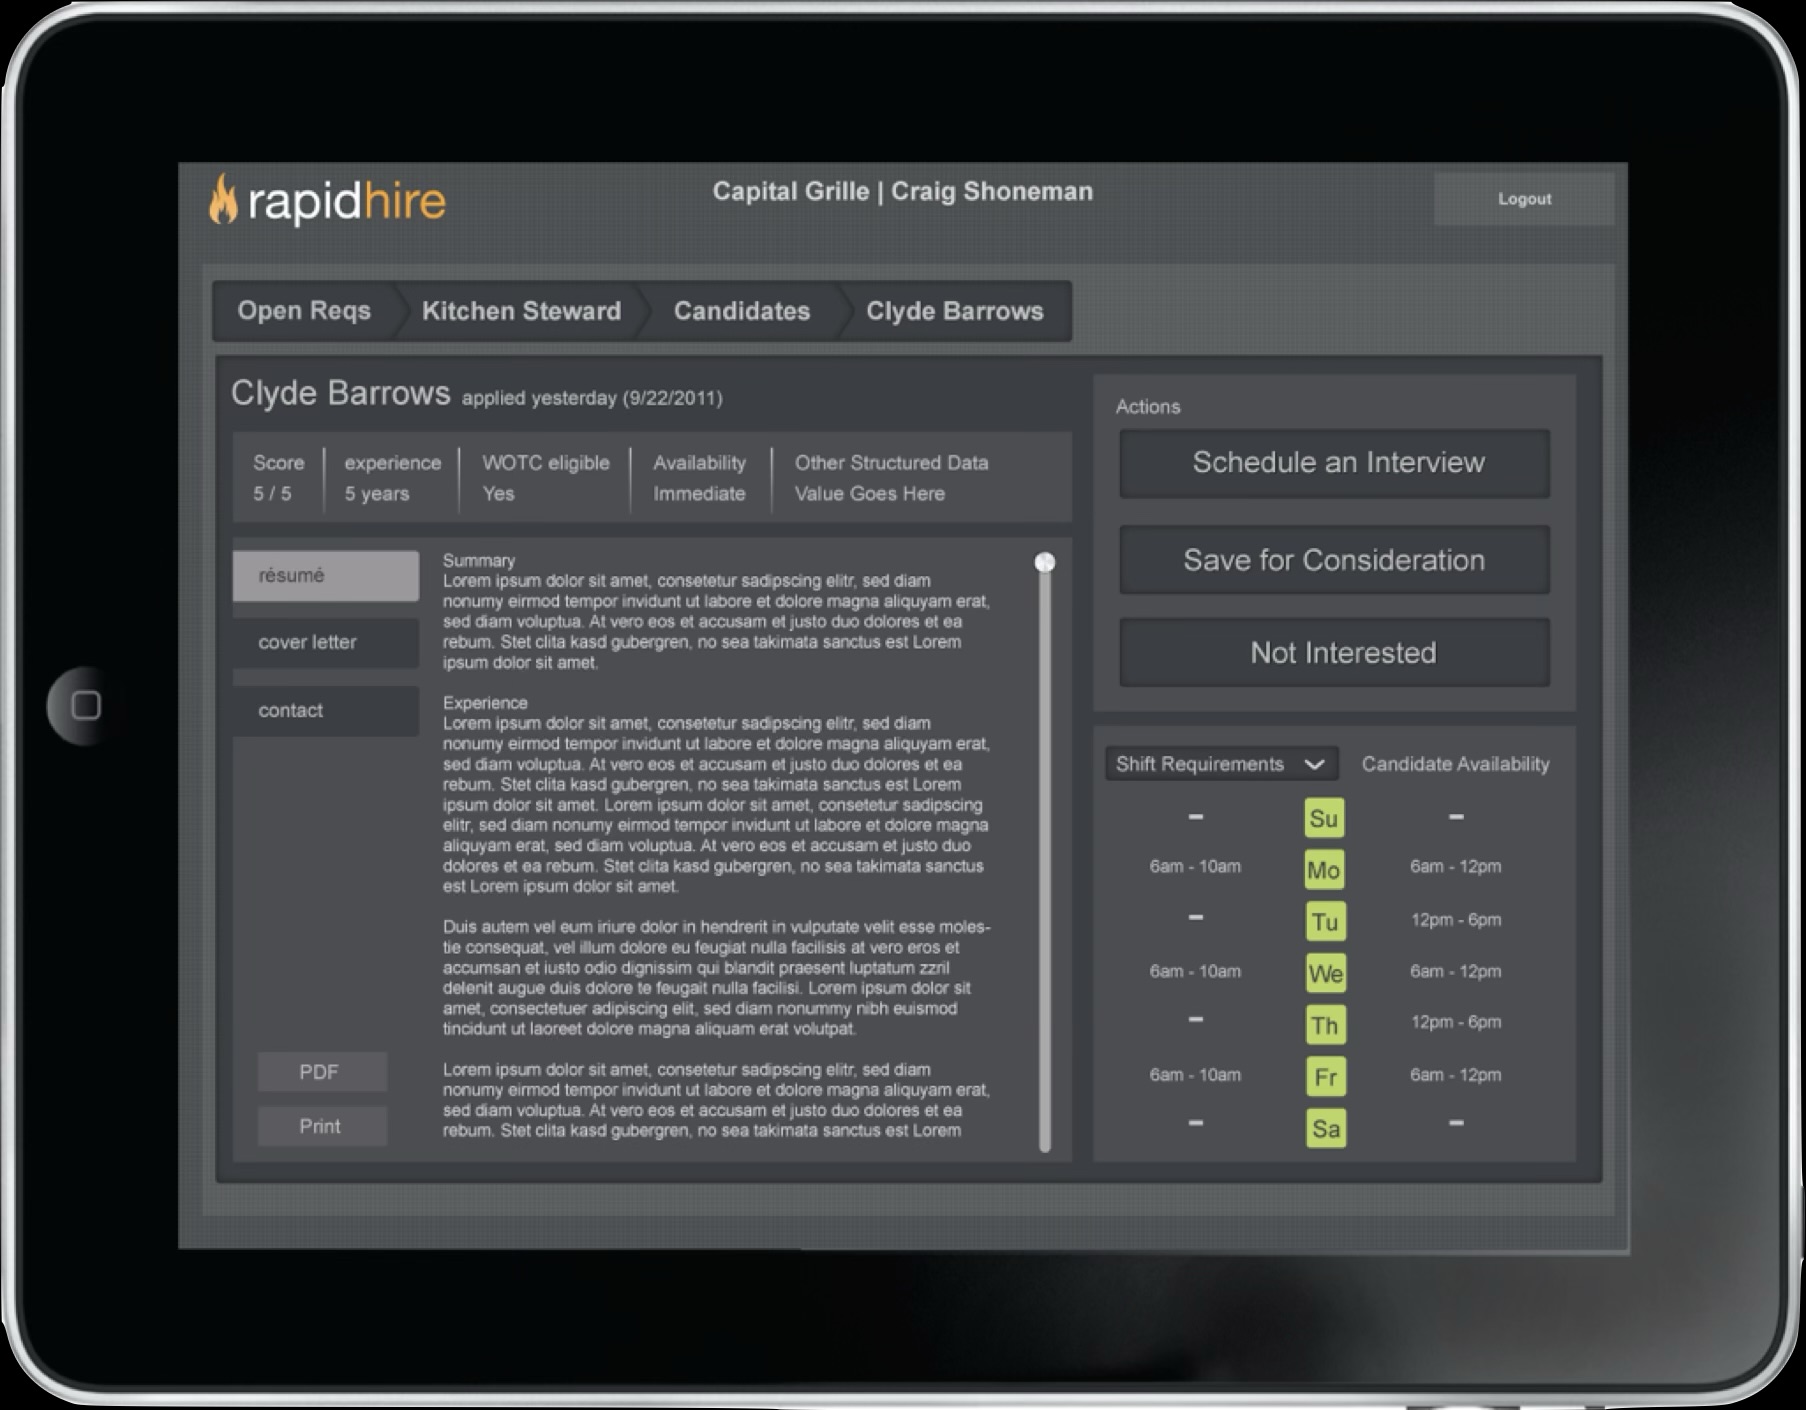 rapidhire
Capital Grille | Craig Shoneman
Logout
Open Reqs
Kitchen Steward
Candidates
Clyde Barrows
Clyde Barrows applied yesterday (9/22/2011)
Score
5 / 5
experience
5 years
WOTC eligible
Yes
Availability
Immediate
Other Structured Data
Value Goes Here
résumé
cover letter
contact
PDF
Print
Summary
Lorem ipsum dolor sit amet, consetetur sadipscing elitr, sed diam
nonumy eirmod tempor invidunt ut labore et dolore magna aliquyam erat,
sed diam voluptua. At vero eos et accusam et justo duo dolores et ea
rebum. Stet clita kasd gubergren, no sea takimata sanctus est Lorem
ipsum dolor sit amet.
Experience
Lorem ipsum dolor sit amet, consetetur sadipscing elitr, sed diam
nonumy eirmod tempor invidunt ut labore et dolore magna aliquyam erat,
sed diam voluptua. At vero eos et accusam et justo duo dolores et ea
rebum. Stet clita kasd gubergren, no sea takimata sanctus est Lorem
ipsum dolor sit amet. Lorem ipsum dolor sit amet, consetetur sadipscing
elitr, sed diam nonumy eirmod tempor invidunt ut labore et dolore magna
aliquyam erat, sed diam voluptua. At vero eos et accusam et justo duo
dolores et ea rebum. Stet clita kasd gubergren, no sea takimata sanctus
est Lorem ipsum dolor sit amet.
Duis autem vel eum iriure dolor in hendrerit in vulputate velit esse moles-
tie consequat, vel illum dolore eu feugiat nulla facilisis at vero eros et
accumsan et iusto odio dignissim qui blandit praesent luptatum zzril
delenit augue duis dolore te feugait nulla facilisi. Lorem ipsum dolor sit
amet, consectetuer adipiscing elit, sed diam nonummy nibh euismod
tincidunt ut laoreet dolore magna aliquam erat volutpat.
Lorem ipsum dolor sit amet, consetetur sadipscing elitr, sed diam
nonumy eirmod tempor invidunt ut labore et dolore magna aliquyam erat,
sed diam voluptua. At vero eos et accusam et justo duo dolores et ea
rebum. Stet clita kasd gubergren, no sea takimata sanctus est Lorem
Actions
Schedule an Interview
Save for Consideration
Not Interested
Shift Requirements Candidate Availability
– Su –
6am - 10am Mo 6am - 12pm
– Tu 12pm - 6pm
6am - 10am We 6am - 12pm
– Th 12pm - 6pm
6am - 10am Fr 6am - 12pm
– Sa –